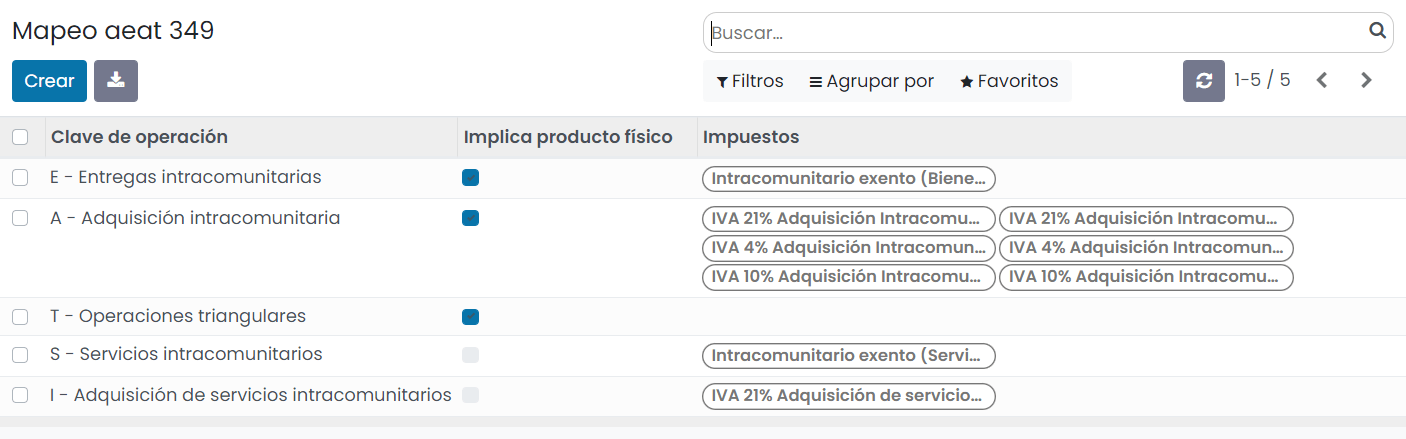 Mapeo aeat 349
Buscar...
Crear
Filtros Agrupar por Favoritos 1-5 / 5
Clave de operación Implica producto físico Impuestos
E - Entregas intracomunitarias Intracomunitario exento (Biene...
A - Adquisición intracomunitaria IVA 21% Adquisición Intracomu... IVA 21% Adquisición Intracomu...
IVA 4% Adquisición Intracomun... IVA 4% Adquisición Intracomun...
IVA 10% Adquisición Intracomu... IVA 10% Adquisición Intracomu...
T - Operaciones triangulares
S - Servicios intracomunitarios Intracomunitario exento (Servi...
I - Adquisición de servicios intracomunitarios IVA 21% Adquisición de servicio...